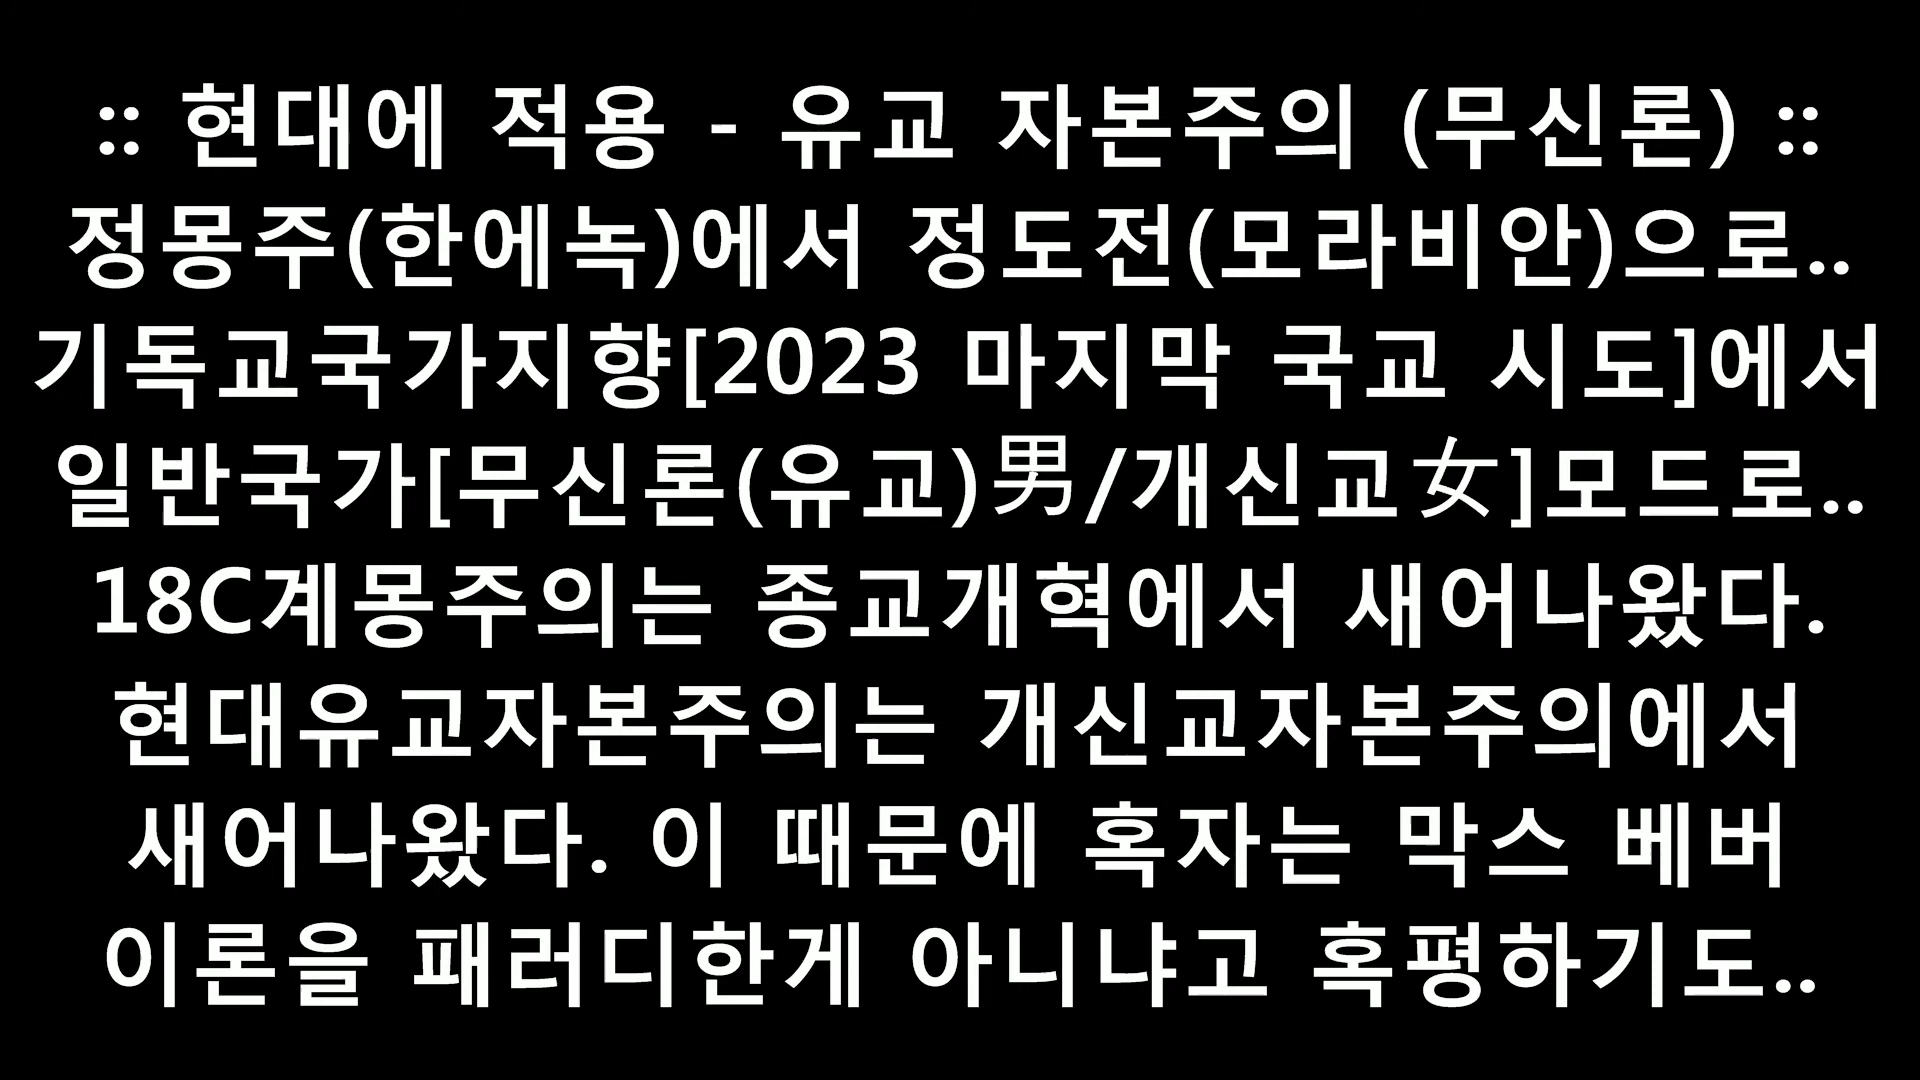 :: 현대에 적용 - 유교 자본주의 (무신론) ::
정몽주(한에녹)에서 정도전(모라비안)으로..
기독교국가지향[2023 마지막 국교 시도]에서
일반국가[무신론(유교)男/개신교女]모드로..
18C계몽주의는 종교개혁에서 새어나왔다.
현대유교자본주의는 개신교자본주의에서
새어나왔다. 이 때문에 혹자는 막스 베버
이론을 패러디한게 아니냐고 혹평하기도..